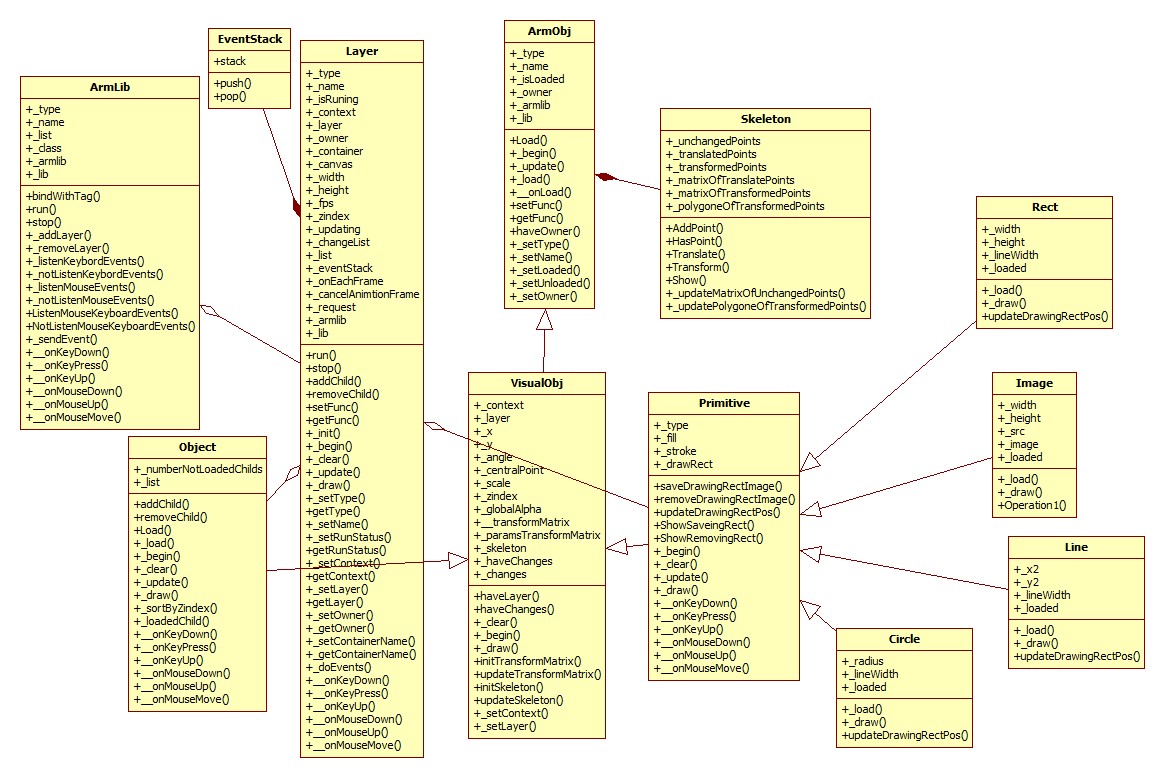 EventStack
+stack
+push()
+pop()
ArmLib
+_type
+_name
+_list
+_class
+_armlib
+_lib
+bindWithTag()
+run()
+stop()
+_addLayer()
+_removeLayer()
+_listenKeybordEvents()
+_notListenKeybordEvents()
+_listenMouseEvents()
+_notListenMouseEvents()
+ListenMouseKeyboardEvents()
+NotListenMouseKeyboardEvents()
+_sendEvent()
+__onKeyDown()
+__onKeyPress()
+__onKeyUp()
+__onMouseDown()
+__onMouseUp()
+__onMouseMove()
Object
+_numberNotLoadedChilds
+_list
+addChild()
+removeChild()
+Load()
+_load()
+_begin()
+_clear()
+_update()
+_draw()
+_sortByZindex()
+_loadedChild()
+__onKeyDown()
+__onKeyPress()
+__onKeyUp()
+__onMouseDown()
+__onMouseUp()
+__onMouseMove()
Layer
+_type
+_name
+_isRuning
+_context
+_layer
+_owner
+_container
+_canvas
+_width
+_height
+_fps
+_zindex
+_updating
+_changeList
+_list
+_eventStack
+_onEachFrame
+_cancelAnimtionFrame
+_request
+_armlib
+_lib
+run()
+stop()
+addChild()
+removeChild()
+setFunc()
+getFunc()
+_init()
+_begin()
+_clear()
+_update()
+_draw()
+_setType()
+getType()
+_setName()
+_setRunStatus()
+getRunStatus()
+_setContext()
+getContext()
+_setLayer()
+getLayer()
+_setOwner()
+_getOwner()
+_setContainerName()
+_getContainerName()
+_doEvents()
+__onKeyDown()
+__onKeyPress()
+__onKeyUp()
+__onMouseDown()
+__onMouseUp()
+__onMouseMove()
ArmObj
+_type
+_name
+_isLoaded
+_owner
+_armlib
+_lib
+Load()
+_begin()
+_update()
+_load()
+__onLoad()
+setFunc()
+getFunc()
+haveOwner()
+_setType()
+_setName()
+_setLoaded()
+_setUnloaded()
+_setOwner()
VisualObj
+_context
+_layer
+_x
+_y
+_angle
+_centralPoint
+_scale
+_zindex
+_globalAlpha
+__transformMatrix
+_paramsTransformMatrix
+_skeleton
+_haveChanges
+_changes
+haveLayer()
+haveChanges()
+_clear()
+_begin()
+_draw()
+initTransformMatrix()
+updateTransformMatrix()
+initSkeleton()
+updateSkeleton()
+_setContext()
+_setLayer()
Skeleton
+_unchangedPoints
+_translatedPoints
+_transformedPoints
+_matrixOfTranslatePoints
+_matrixOfTransformedPoints
+_polygoneOfTransformedPoints
+AddPoint()
+HasPoint()
+Translate()
+Transform()
+Show()
+_updateMatrixOfUnchangedPoints()
+_updatePolygoneOfTransformedPoints()
Primitive
+_type
+_fill
+_stroke
+_drawRect
+saveDrawingRectImage()
+removeDrawingRectImage()
+updateDrawingRectPos()
+ShowSaveingRect()
+ShowRemovingRect()
+_begin()
+_clear()
+_update()
+_draw()
+__onKeyDown()
+__onKeyPress()
+__onKeyUp()
+__onMouseDown()
+__onMouseUp()
+__onMouseMove()
Rect
+_width
+_height
+_lineWidth
+_loaded
+_load()
+_draw()
+updateDrawingRectPos()
Image
+_width
+_height
+_src
+_image
+_loaded
+_load()
+_draw()
+Operation1()
Line
+_x2
+_y2
+_lineWidth
+_loaded
+_load()
+_draw()
+updateDrawingRectPos()
Circle
+_radius
+_lineWidth
+_loaded
+_load()
+_draw()
+updateDrawingRectPos()